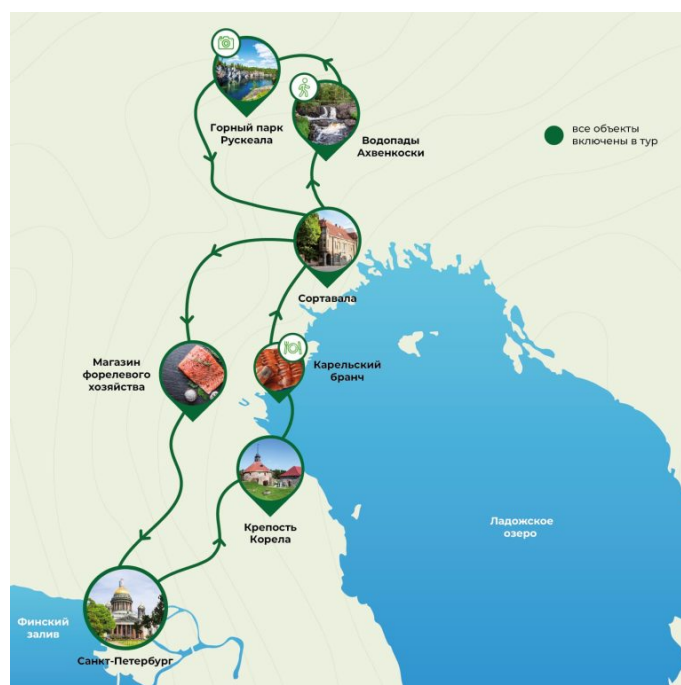 Горный парк
Рускеала
Водопады
Ахвенкоски
все объекты
включены в тур
Сортавала
Магазин
форелевого
хозяйства
Карельский
бранч
Крепость
Корела
Ладожское
озеро
Финский
залив
Санкт-Петербург